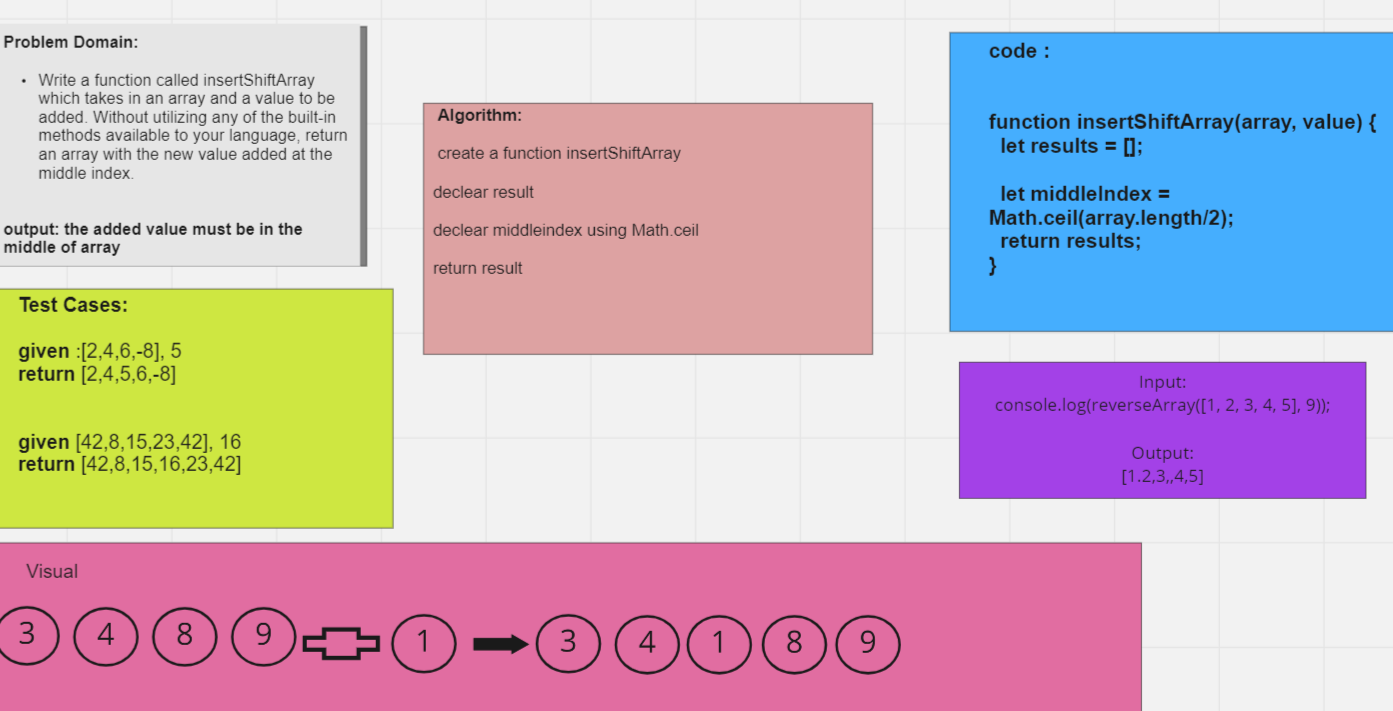 Problem Domain:
• Write a function called insertShiftArray
which takes in an array and a value to be
added. Without utilizing any of the built-in
methods available to your language, return
an array with the new value added at the
middle index.
output: the added value must be in the
middle of array
Test Cases:
given :[2,4,6,-8], 5
return [2,4,5,6,-8]
given [42,8,15,23,42], 16
return [42,8,15,16,23,42]
Algorithm:
create a function insertShiftArray
declear result
declear middleindex using Math.ceil
return result
code :
function insertShiftArray(array, value) {
let results = [];
let middleIndex =
Math.ceil(array.length/2);
return results;
}
Input:
console.log(reverseArray([1, 2, 3, 4, 5], 9));
Output:
[1.2,3,,4,5]
Visual
3 4 8 9 1 3 4 1 8 9